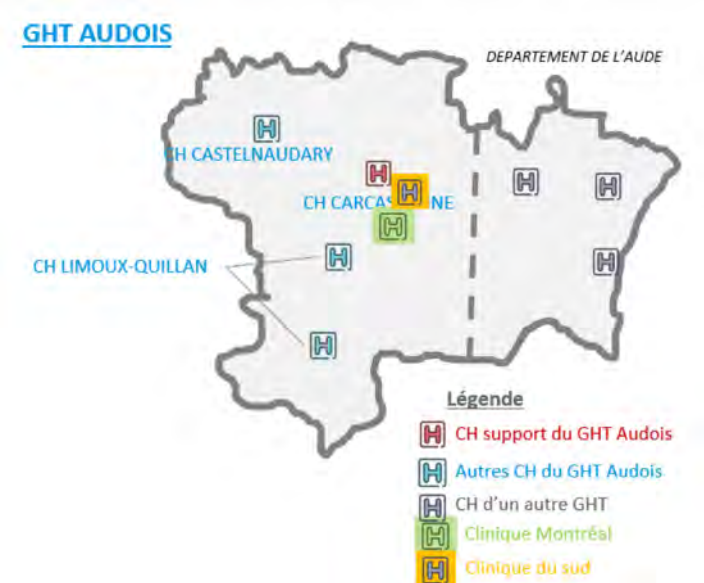 GHT AUDOIS
DEPARTEMENT DE L'AUDE
H
CH CASTELNAUDARY
H
H
H
H
CH CARCAS NE
H
H
CH LIMOUX-QUILLAN
H
H
Légende
H CH support du GHT Audois
H Autres CH du GHT Audois
H CH d'un autre GHT
H Clinique Montréal
H Clinique du sud